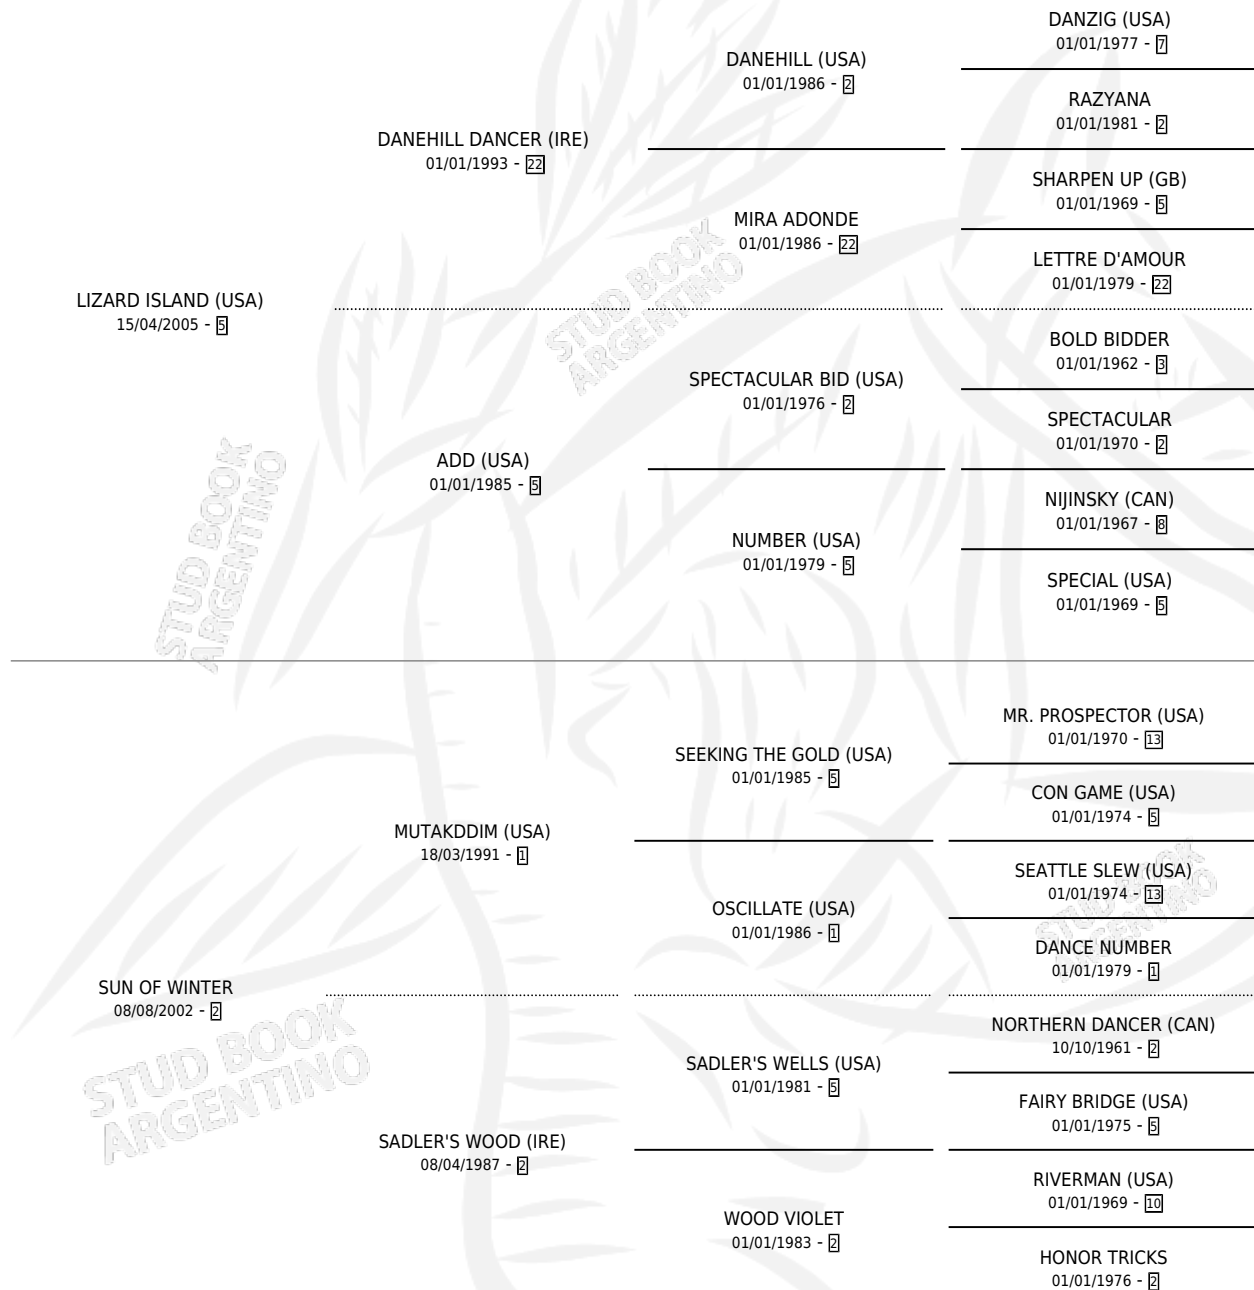 LIZARD ISLAND (USA)
15/04/2005 - 5
DANEHILL DANCER (IRE)
01/01/1993 - 22
DANEHILL (USA)
01/01/1986 - 2
DANZIG (USA)
01/01/1977 - 7
RAZYANA
01/01/1981 - 2
MIRA ADONDE
01/01/1986 - 22
SHARPEN UP (GB)
01/01/1969 - 5
LETTRE D'AMOUR
01/01/1979 - 22
ADD (USA)
01/01/1985 - 5
SPECTACULAR BID (USA)
01/01/1976 - 2
BOLD BIDDER
01/01/1962 - 3
SPECTACULAR
01/01/1970 - 2
NUMBER (USA)
01/01/1979 - 5
NIJINSKY (CAN)
01/01/1967 - 8
SPECIAL (USA)
01/01/1969 - 5
SUN OF WINTER
08/08/2002 - 2
MUTAKDDIM (USA)
18/03/1991 - 1
SEEKING THE GOLD (USA)
01/01/1985 - 5
MR. PROSPECTOR (USA)
01/01/1970 - 13
CON GAME (USA)
01/01/1974 - 5
OSCILLATE (USA)
01/01/1986 - 1
SEATTLE SLEW (USA)
01/01/1974 - 13
DANCE NUMBER
01/01/1979 - 1
SADLER'S WOOD (IRE)
08/04/1987 - 2
SADLER'S WELLS (USA)
01/01/1981 - 5
NORTHERN DANCER (CAN)
10/10/1961 - 2
FAIRY BRIDGE (USA)
01/01/1975 - 5
WOOD VIOLET
01/01/1983 - 2
RIVERMAN (USA)
01/01/1969 - 10
HONOR TRICKS
01/01/1976 - 2
STUD BOOK
ARGENTINO
STUD BOOK
ARGENTINO
STUD BOOK
ARGENTINO
STUD BOOK
ARGENTINO